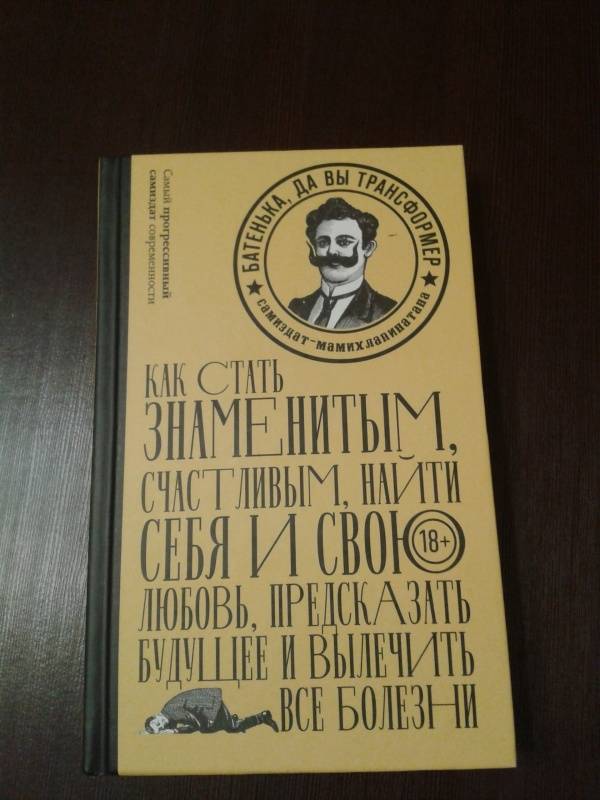 Самый прогрессивный
самиздат современности
БАТЕНЬКА, ДА ВЫ ТРАНСФОРМЕР
самиздат-мамихлапинатана
КАК СТАТЬ
ЗНАМЕНИТЫМ,
СЧАСТЛИВЫМ, НАЙТИ
СЕБЯ И СВОЮ
18+
ЛЮБОВЬ, ПРЕДСКАЗАТЬ
БУДУЩЕЕ И ВЫЛЕЧИТЬ
ВСЕ БОЛЕЗНИ